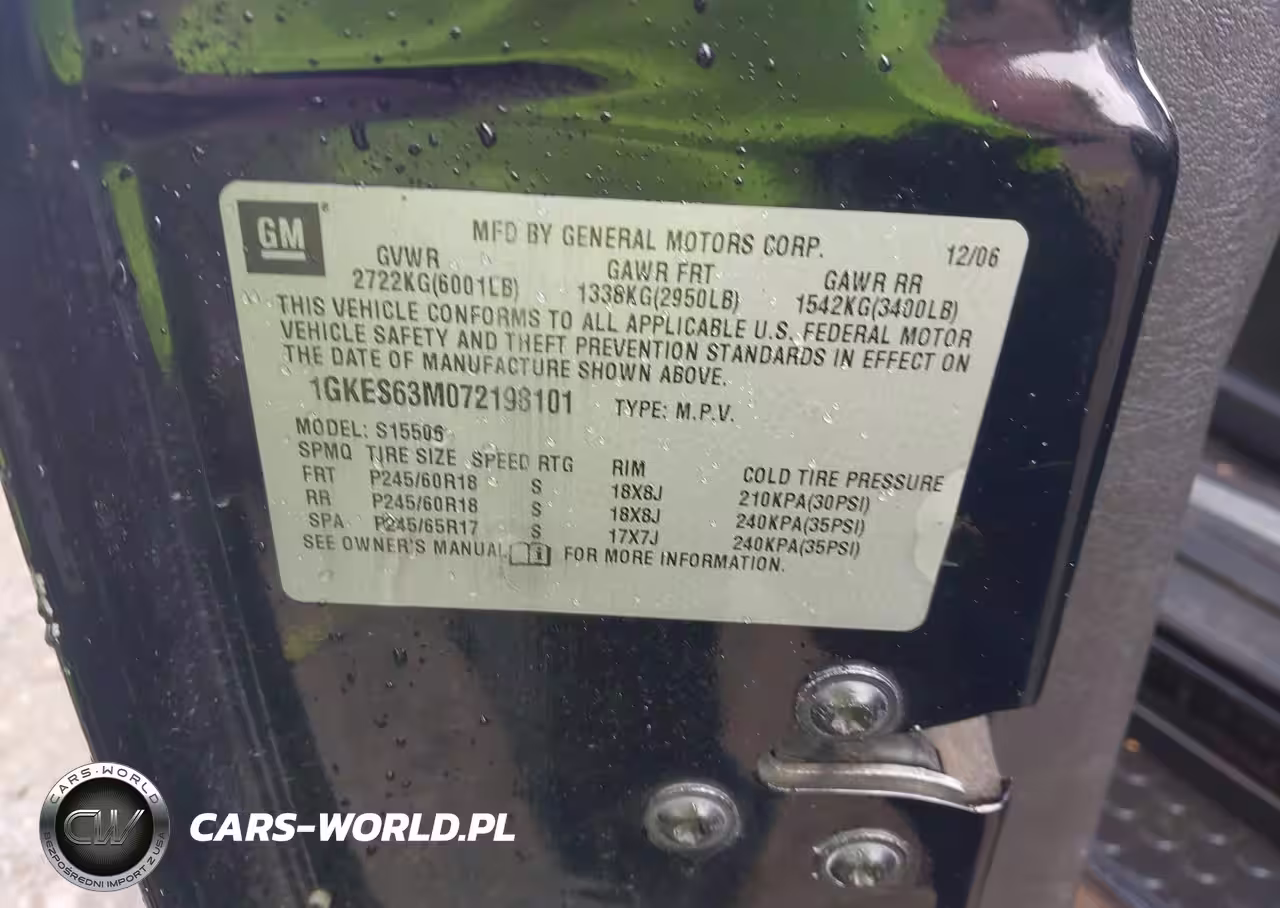 GM®
MFD BY GENERAL MOTORS CORP.
12/06
GVWR GAWR FRT GAWR RR
2722KG(6001LB) 1338KG(2950LB) 1542KG(3400LB)
THIS VEHICLE CONFORMS TO ALL APPLICABLE U.S. FEDERAL MOTOR
VEHICLE SAFETY AND THEFT PREVENTION STANDARDS IN EFFECT ON
THE DATE OF MANUFACTURE SHOWN ABOVE.
1GKES63M072198101 TYPE: M.P.V.
MODEL: S15506
SPMQ TIRE SIZE SPEED RTG RIM COLD TIRE PRESSURE
FRT P245/60R18 S 18X8J 210KPA(30PSI)
RR P245/60R18 S 18X8J 240KPA(35PSI)
SPA P245/65R17 S 17X7J 240KPA(35PSI)
SEE OWNER'S MANUAL FOR MORE INFORMATION.
CARS-WORLD
CW
BEZPOŚREDNI IMPORT Z USA
CARS-WORLD.PL